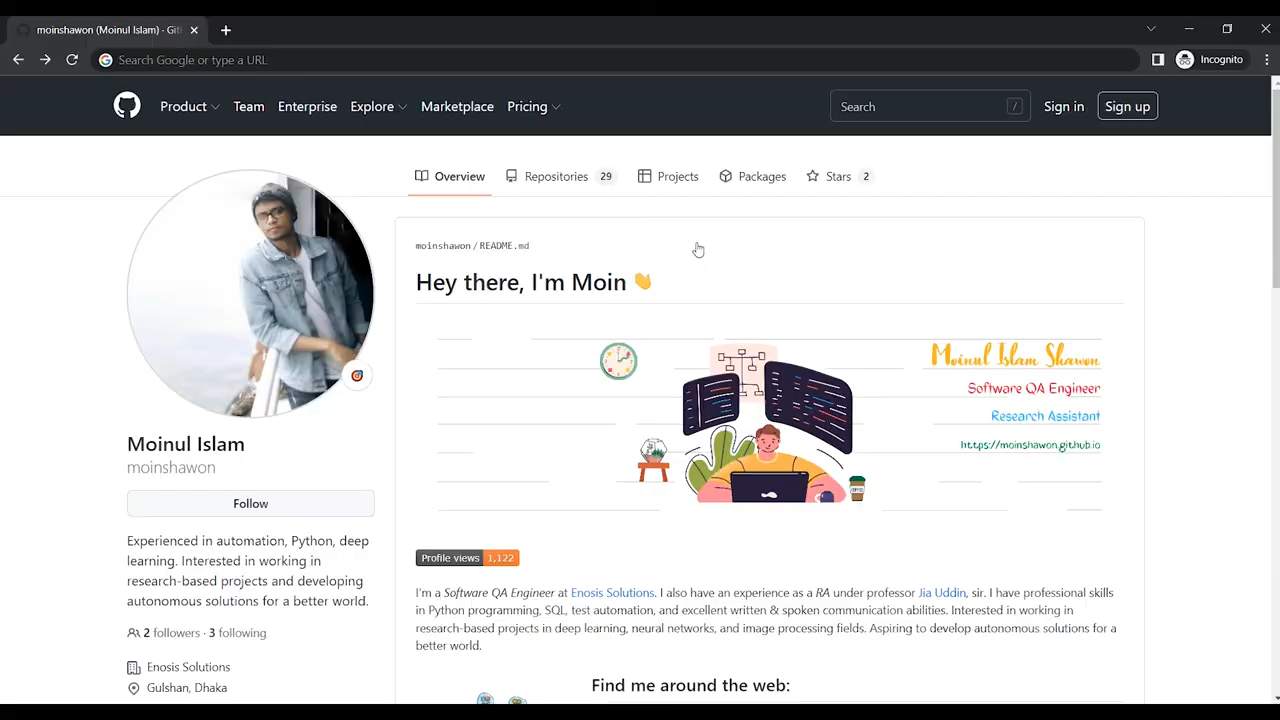 moinshawon (Moinul Islam) · Git
Search Google or type a URL
Incognito
Product Team Enterprise Explore Marketplace Pricing
Search /
Sign in
Sign up
Overview
Repositories 29
Projects
Packages
Stars 2
moinshawon/README.md
Hey there, I'm Moin 👋
Moinul Islam Shawon
Software QA Engineer
Research Assistant
https://moinshawon.github.io
Moinul Islam
moinshawon
Follow
Experienced in automation, Python, deep
learning. Interested in working in
research-based projects and developing
autonomous solutions for a better world.
2 followers · 3 following
Enosis Solutions
Gulshan, Dhaka
Profile views 1,122
I'm a Software QA Engineer at Enosis Solutions. I also have an experience as a RA under professor Jia Uddin, sir. I have professional skills
in Python programming, SQL, test automation, and excellent written & spoken communication abilities. Interested in working in
research-based projects in deep learning, neural networks, and image processing fields. Aspiring to develop autonomous solutions for a
better world.
Find me around the web: